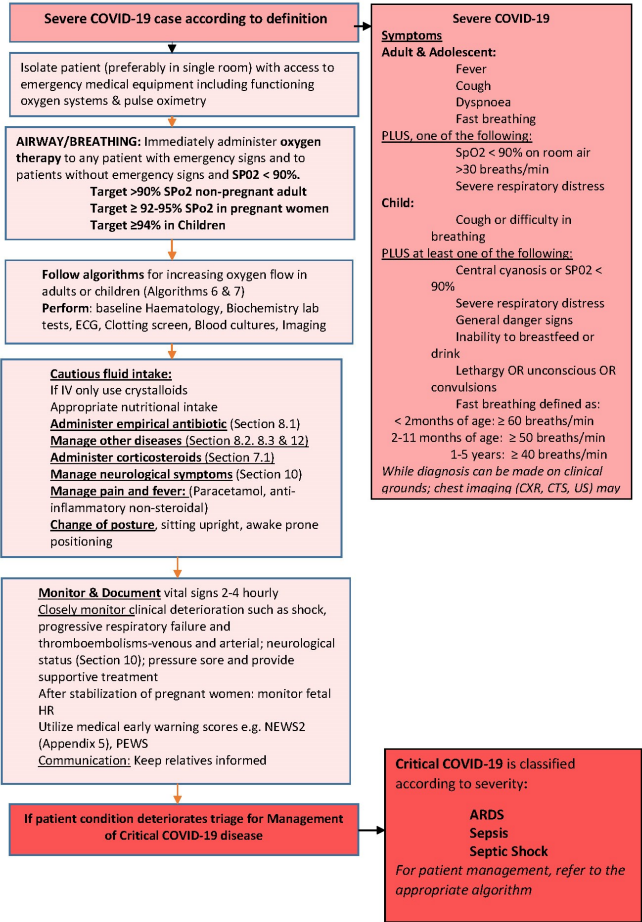 Severe COVID-19 case according to definition
Isolate patient (preferably in single room) with access to
emergency medical equipment including functioning
oxygen systems & pulse oximetry
AIRWAY/BREATHING: Immediately administer oxygen
therapy to any patient with emergency signs and to
patients without emergency signs and SP02 < 90%.
Target >90% SPo2 non-pregnant adult
Target ≥ 92-95% SPo2 in pregnant women
Target ≥94% in Children
Follow algorithms for increasing oxygen flow in
adults or children (Algorithms 6 & 7)
Perform: baseline Haematology, Biochemistry lab
tests, ECG, Clotting screen, Blood cultures, Imaging
Cautious fluid intake:
If IV only use crystalloids
Appropriate nutritional intake
Administer empirical antibiotic (Section 8.1)
Manage other diseases (Section 8.2. 8.3 & 12)
Administer corticosteroids (Section 7.1)
Manage neurological symptoms (Section 10)
Manage pain and fever: (Paracetamol, anti-
inflammatory non-steroidal)
Change of posture, sitting upright, awake prone
positioning
Monitor & Document vital signs 2-4 hourly
Closely monitor clinical deterioration such as shock,
progressive respiratory failure and
thromboembolisms-venous and arterial; neurological
status (Section 10); pressure sore and provide
supportive treatment
After stabilization of pregnant women: monitor fetal
HR
Utilize medical early warning scores e.g. NEWS2
(Appendix 5), PEWS
Communication: Keep relatives informed
If patient condition deteriorates triage for Management
of Critical COVID-19 disease
Severe COVID-19
Symptoms
Adult & Adolescent:
Fever
Cough
Dyspnoea
Fast breathing
PLUS, one of the following:
SpO2 < 90% on room air
>30 breaths/min
Severe respiratory distress
Child:
Cough or difficulty in
breathing
PLUS at least one of the following:
Central cyanosis or SP02 <
90%
Severe respiratory distress
General danger signs
Inability to breastfeed or
drink
Lethargy OR unconscious OR
convulsions
Fast breathing defined as:
< 2months of age: ≥ 60 breaths/min
2-11 months of age: ≥ 50 breaths/min
1-5 years: ≥ 40 breaths/min
While diagnosis can be made on clinical
grounds; chest imaging (CXR, CTS, US) may
Critical COVID-19 is classified
according to severity:
ARDS
Sepsis
Septic Shock
For patient management, refer to the
appropriate algorithm